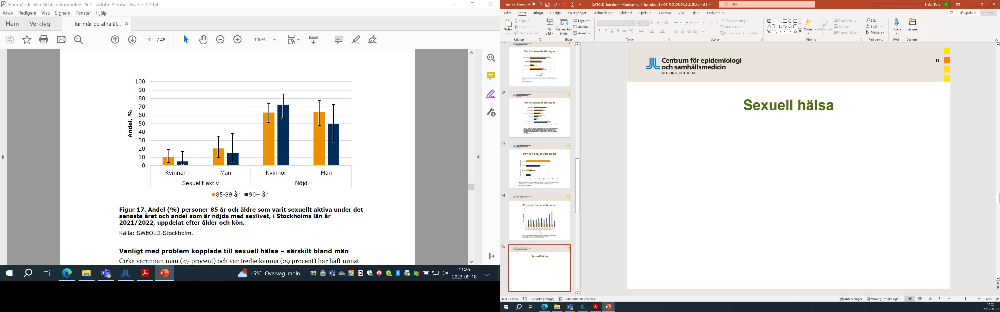 Hur mår de allra äldsta i Stockholms län? - Adobe Acrobat Reader (32-bit)
Arkiv Redigera Visa Signera Fönster Hjälp
Hem Verktyg Hur mår de allra äl... ×
32 / 48 100%
100
90
80
70
60
50
40
30
20
10
0
Andel, %
Kvinnor Män Kvinnor Män
Sexuellt aktiv Nöjd
85-89 år 90+ år
Figur 17. Andel (%) personer 85 år och äldre som varit sexuellt aktiva under det
senaste året och andel som är nöjda med sexlivet, i Stockholms län år
2021/2022, uppdelat efter ålder och kön.
Källa: SWEOLD-Stockholm.
Vanligt med problem kopplade till sexuell hälsa – särskilt bland män
Cirka varannan man (47 procent) och var tredje kvinna (29 procent) har haft minst
15°C Överväg. moln.
11:26
2023-09-18
Spara automatiskt SWEOLD-Stockholm_Måndagsm... • Sparades till \\C01FS03.ORION.SLL.SE\home3$ Sök Stefan Fors SF
Arkiv Start Infoga Design Övergångar Animeringar Bildspel Spela in Granska Visa Hjälp EndNote X9 Spela in Dela
Klistra in Klipp ut Kopiera Hämta format
Urklipp
Ny bild Återanvänd bilder Layout Återställ Avsnitt
Bilder
32
F K U S ab AV Aa A
Tecken
Textorientering Justera text Konvertera till SmartArt
Stycke
Ordna Snabbformat Figurfyllning Kontur Figureffekter
Ritning
Sök Ersätt Markera
Redigering
Diktera
Röst
Designer
Designer
Funktionsnedsättningar
12
Funktionsnedsättningar
13
Psykisk ohälsa och suicid
14
Psykisk ohälsa och suicid
15
Sexuell hälsa
Centrum för epidemiologi
och samhällsmedicin
REGION STOCKHOLM
15
Sexuell hälsa
Bild 15 av 22 Svenska (Sverige) Tillgänglighet: Utforska Anteckningar Visningsinställningar 130 %
11:26
2023-09-18